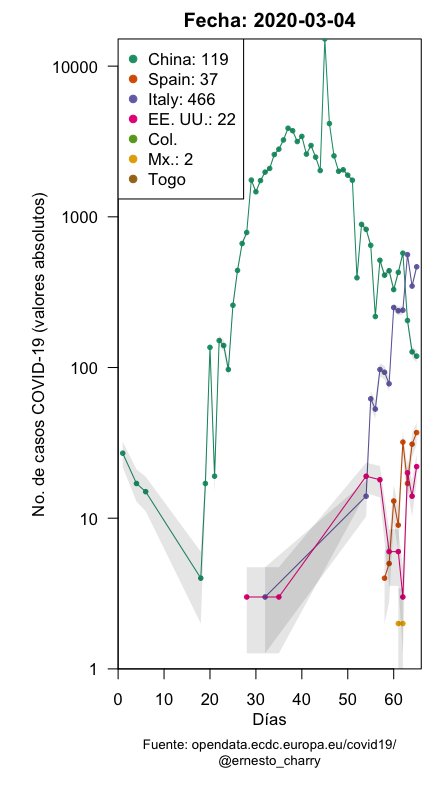 Fecha: 2020-03-04
China: 119
Spain: 37
Italy: 466
EE. UU.: 22
Col.
Mx.: 2
Togo
No. de casos COVID-19 (valores absolutos)
10000
1000
100
10
1
0 10 20 30 40 50 60
Días
Fuente: opendata.ecdc.europa.eu/covid19/
@ernesto_charry